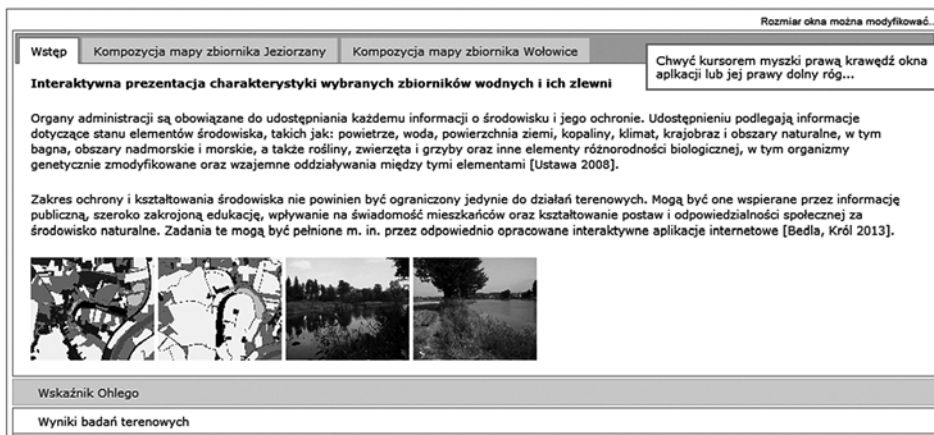 Rozmiar okna można modyfikować...
Wstęp
Kompozycja mapy zbiornika Jeziorzany
Kompozycja mapy zbiornika Wołowice
Chwyć kursorem myszki prawą krawędź okna
aplkacji lub jej prawy dolny róg...
Interaktywna prezentacja charakterystyki wybranych zbiorników wodnych i ich zlewni
Organy administracji są obowiązane do udostępniania każdemu informacji o środowisku i jego ochronie. Udostępnieniu podlegają informacje
dotyczące stanu elementów środowiska, takich jak: powietrze, woda, powierzchnia ziemi, kopaliny, klimat, krajobraz i obszary naturalne, w tym
bagna, obszary nadmorskie i morskie, a także rośliny, zwierzęta i grzyby oraz inne elementy różnorodności biologicznej, w tym organizmy
genetycznie zmodyfikowane oraz wzajemne oddziaływania między tymi elementami [Ustawa 2008].
Zakres ochrony i kształtowania środowiska nie powinien być ograniczony jedynie do działań terenowych. Mogą być one wspierane przez informację
publiczną, szeroko zakrojoną edukację, wpływanie na świadomość mieszkańców oraz kształtowanie postaw i odpowiedzialności społecznej za
środowisko naturalne. Zadania te mogą być pełnione m. in. przez odpowiednio opracowane interaktywne aplikacje internetowe [Bedla, Król 2013].
Wskaźnik Ohlego
Wyniki badań terenowych